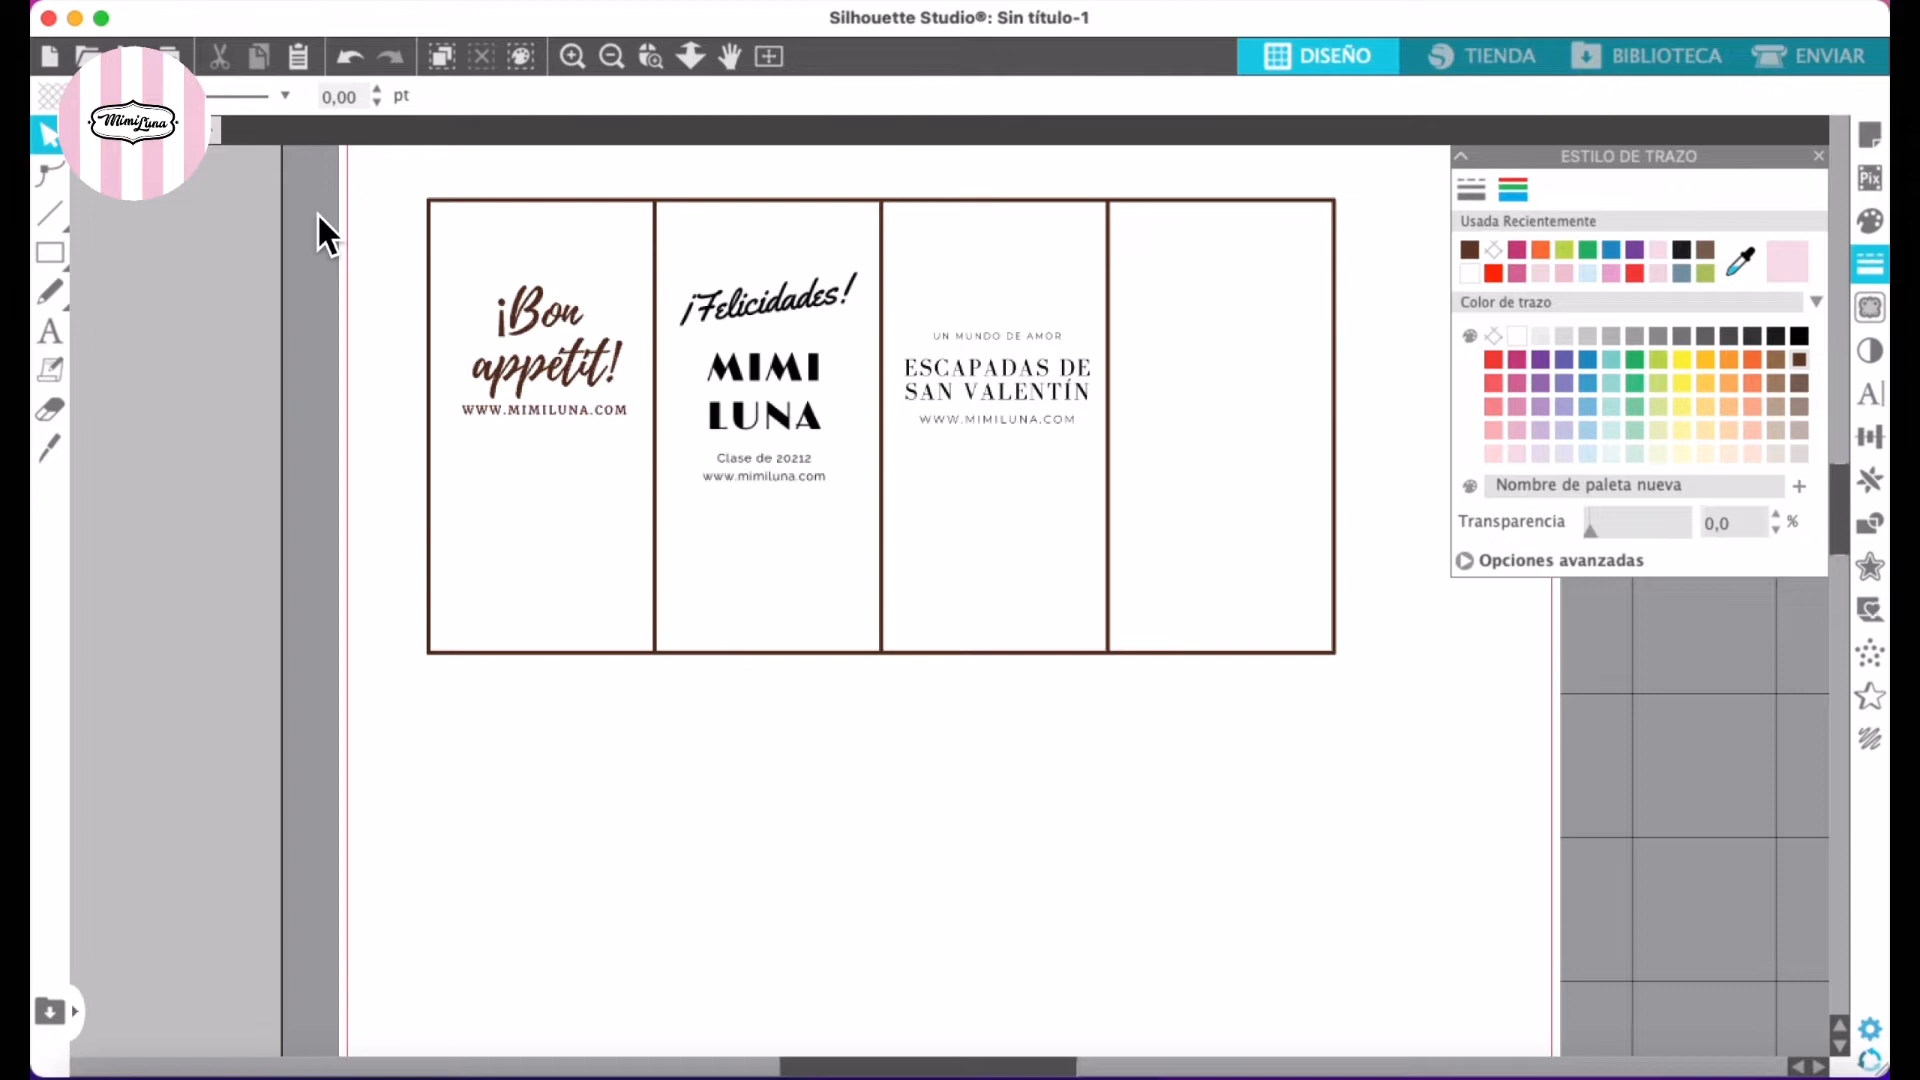 Silhouette Studio®: Sin título-1
DISEÑO
TIENDA
BIBLIOTECA
ENVIAR
0,00 pt
MimiLuna
¡Bon
appétit!
WWW.MIMILUNA.COM
¡Felicidades!
MIMI
LUNA
Clase de 20212
www.mimiluna.com
UN MUNDO DE AMOR
ESCAPADAS DE
SAN VALENTÍN
WWW.MIMILUNA.COM
ESTILO DE TRAZO
Usada Recientemente
Color de trazo
Nombre de paleta nueva
Transparencia 0,0 %
Opciones avanzadas
Pix
A
A